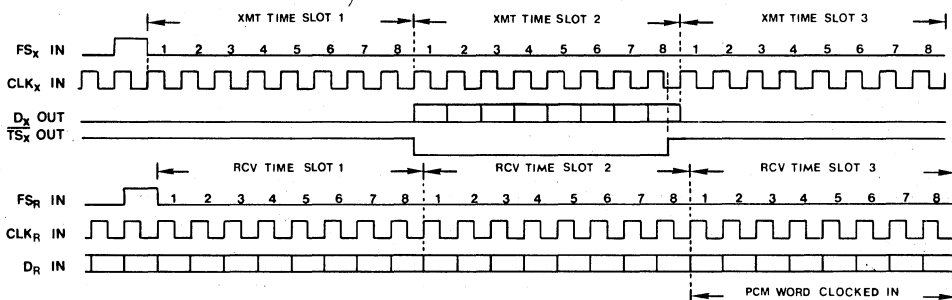 XMT TIME SLOT 1 XMT TIME SLOT 2 XMT TIME SLOT 3
FSX IN 1 2 3 4 5 6 7 8 1 2 3 4 5 6 7 8 1 2 3 4 5 6 7 8
CLKX IN
DX OUT
TSX OUT
RCV TIME SLOT 1 RCV TIME SLOT 2 RCV TIME SLOT 3
FSR IN 1 2 3 4 5 6 7 8 1 2 3 4 5 6 7 8 1 2 3 4 5 6 7 8
CLKR IN
DR IN
PCM WORD CLOCKED IN